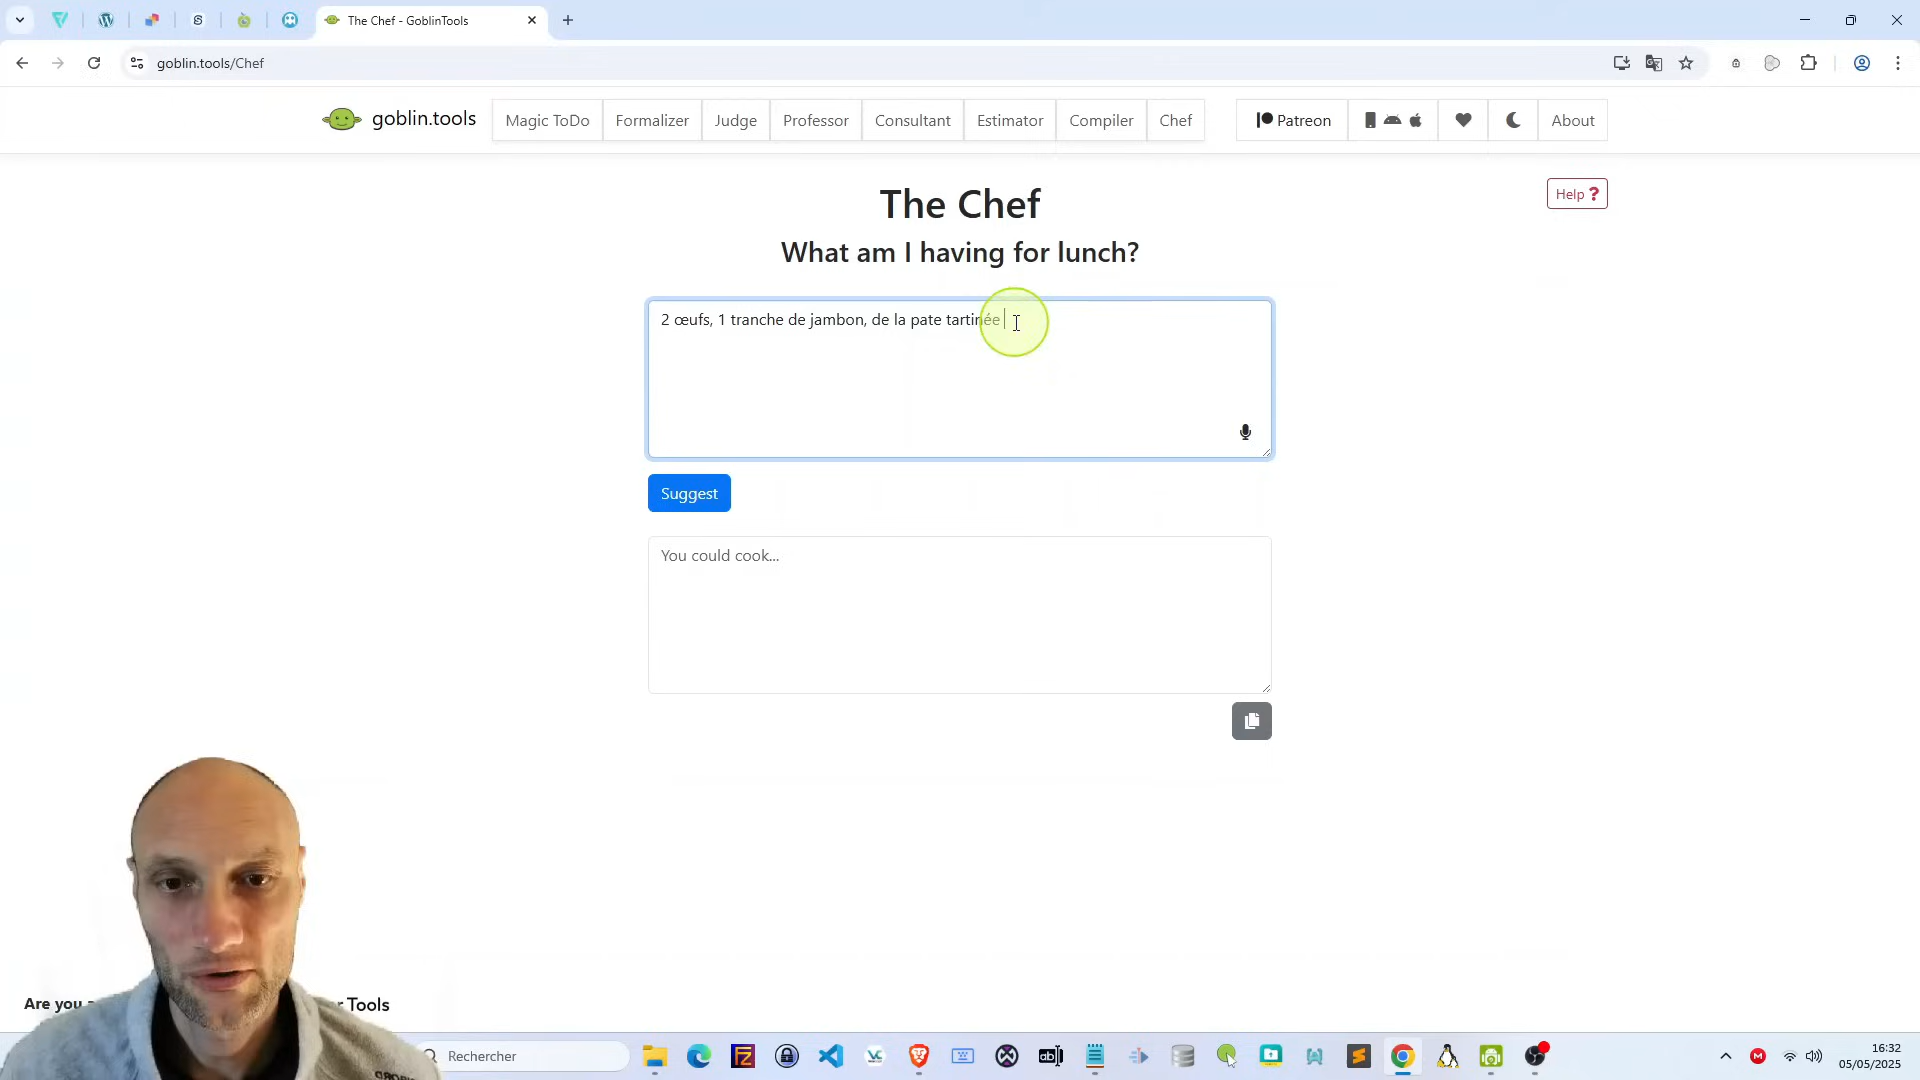 The Chef - GoblinTools
goblin.tools/Chef
goblin.tools
Magic ToDo
Formalizer
Judge
Professor
Consultant
Estimator
Compiler
Chef
Patreon
About
The Chef
Help ?
What am I having for lunch?
2 œufs, 1 tranche de jambon, de la pate tartinée
Suggest
You could cook...
Are you
Tools
Rechercher
16:32
05/05/2025